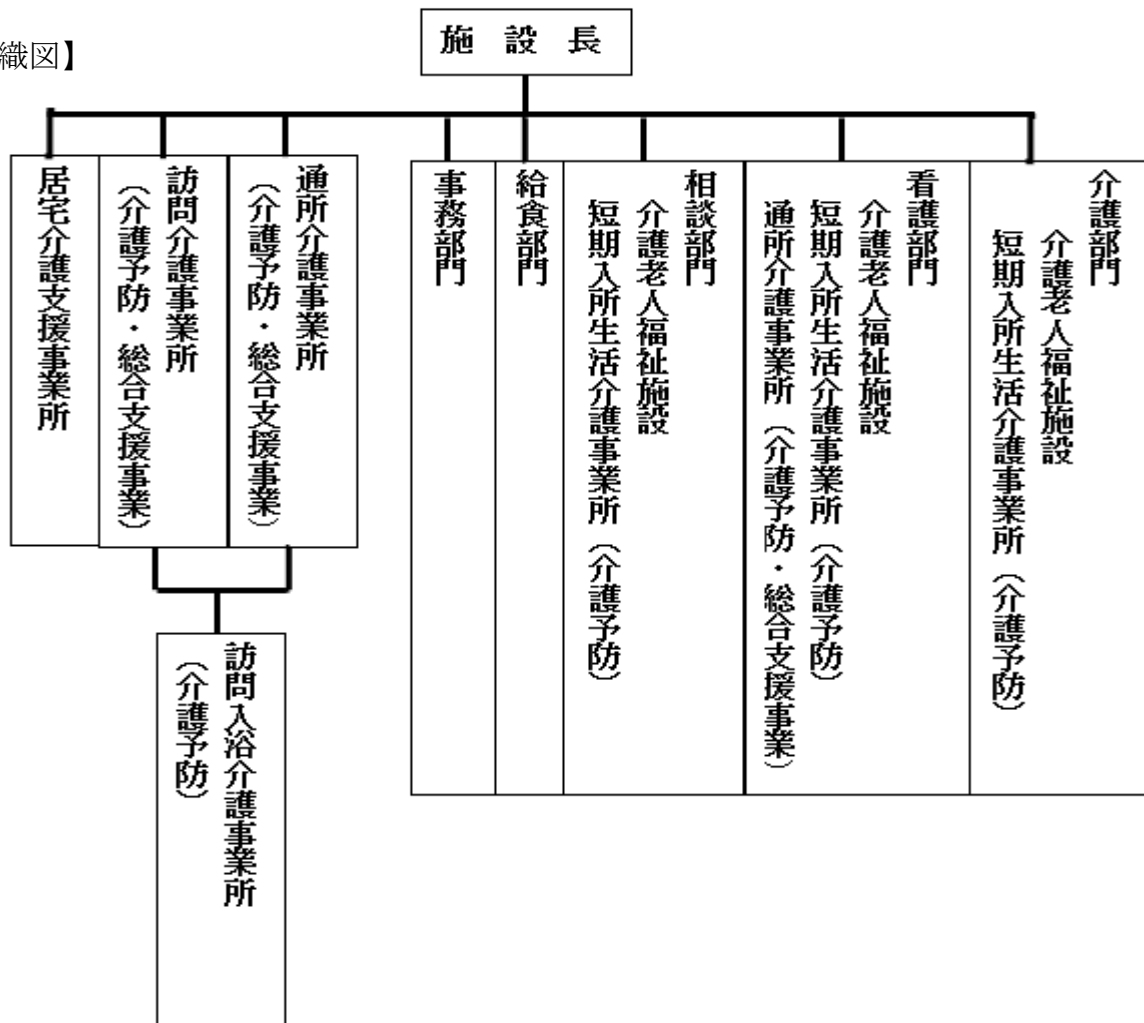 織図】
施設長
介護部門
介護老人福祉施設
短期入所生活介護事業所（介護予防）
看護部門
介護老人福祉施設
短期入所生活介護事業所（介護予防）
通所介護事業所（介護予防・総合支援事業）
相談部門
介護老人福祉施設
短期入所生活介護事業所（介護予防）
給食部門
事務部門
通所介護事業所
（介護予防・総合支援事業）
訪問介護事業所
（介護予防・総合支援事業）
居宅介護支援事業所
訪問入浴介護事業所
（介護予防）